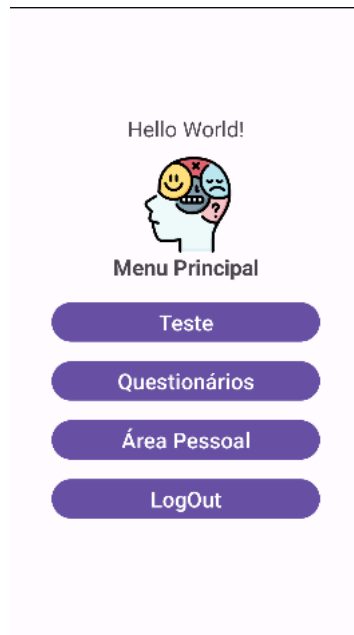 Hello World!
?
Menu Principal
Teste
Questionários
Área Pessoal
LogOut